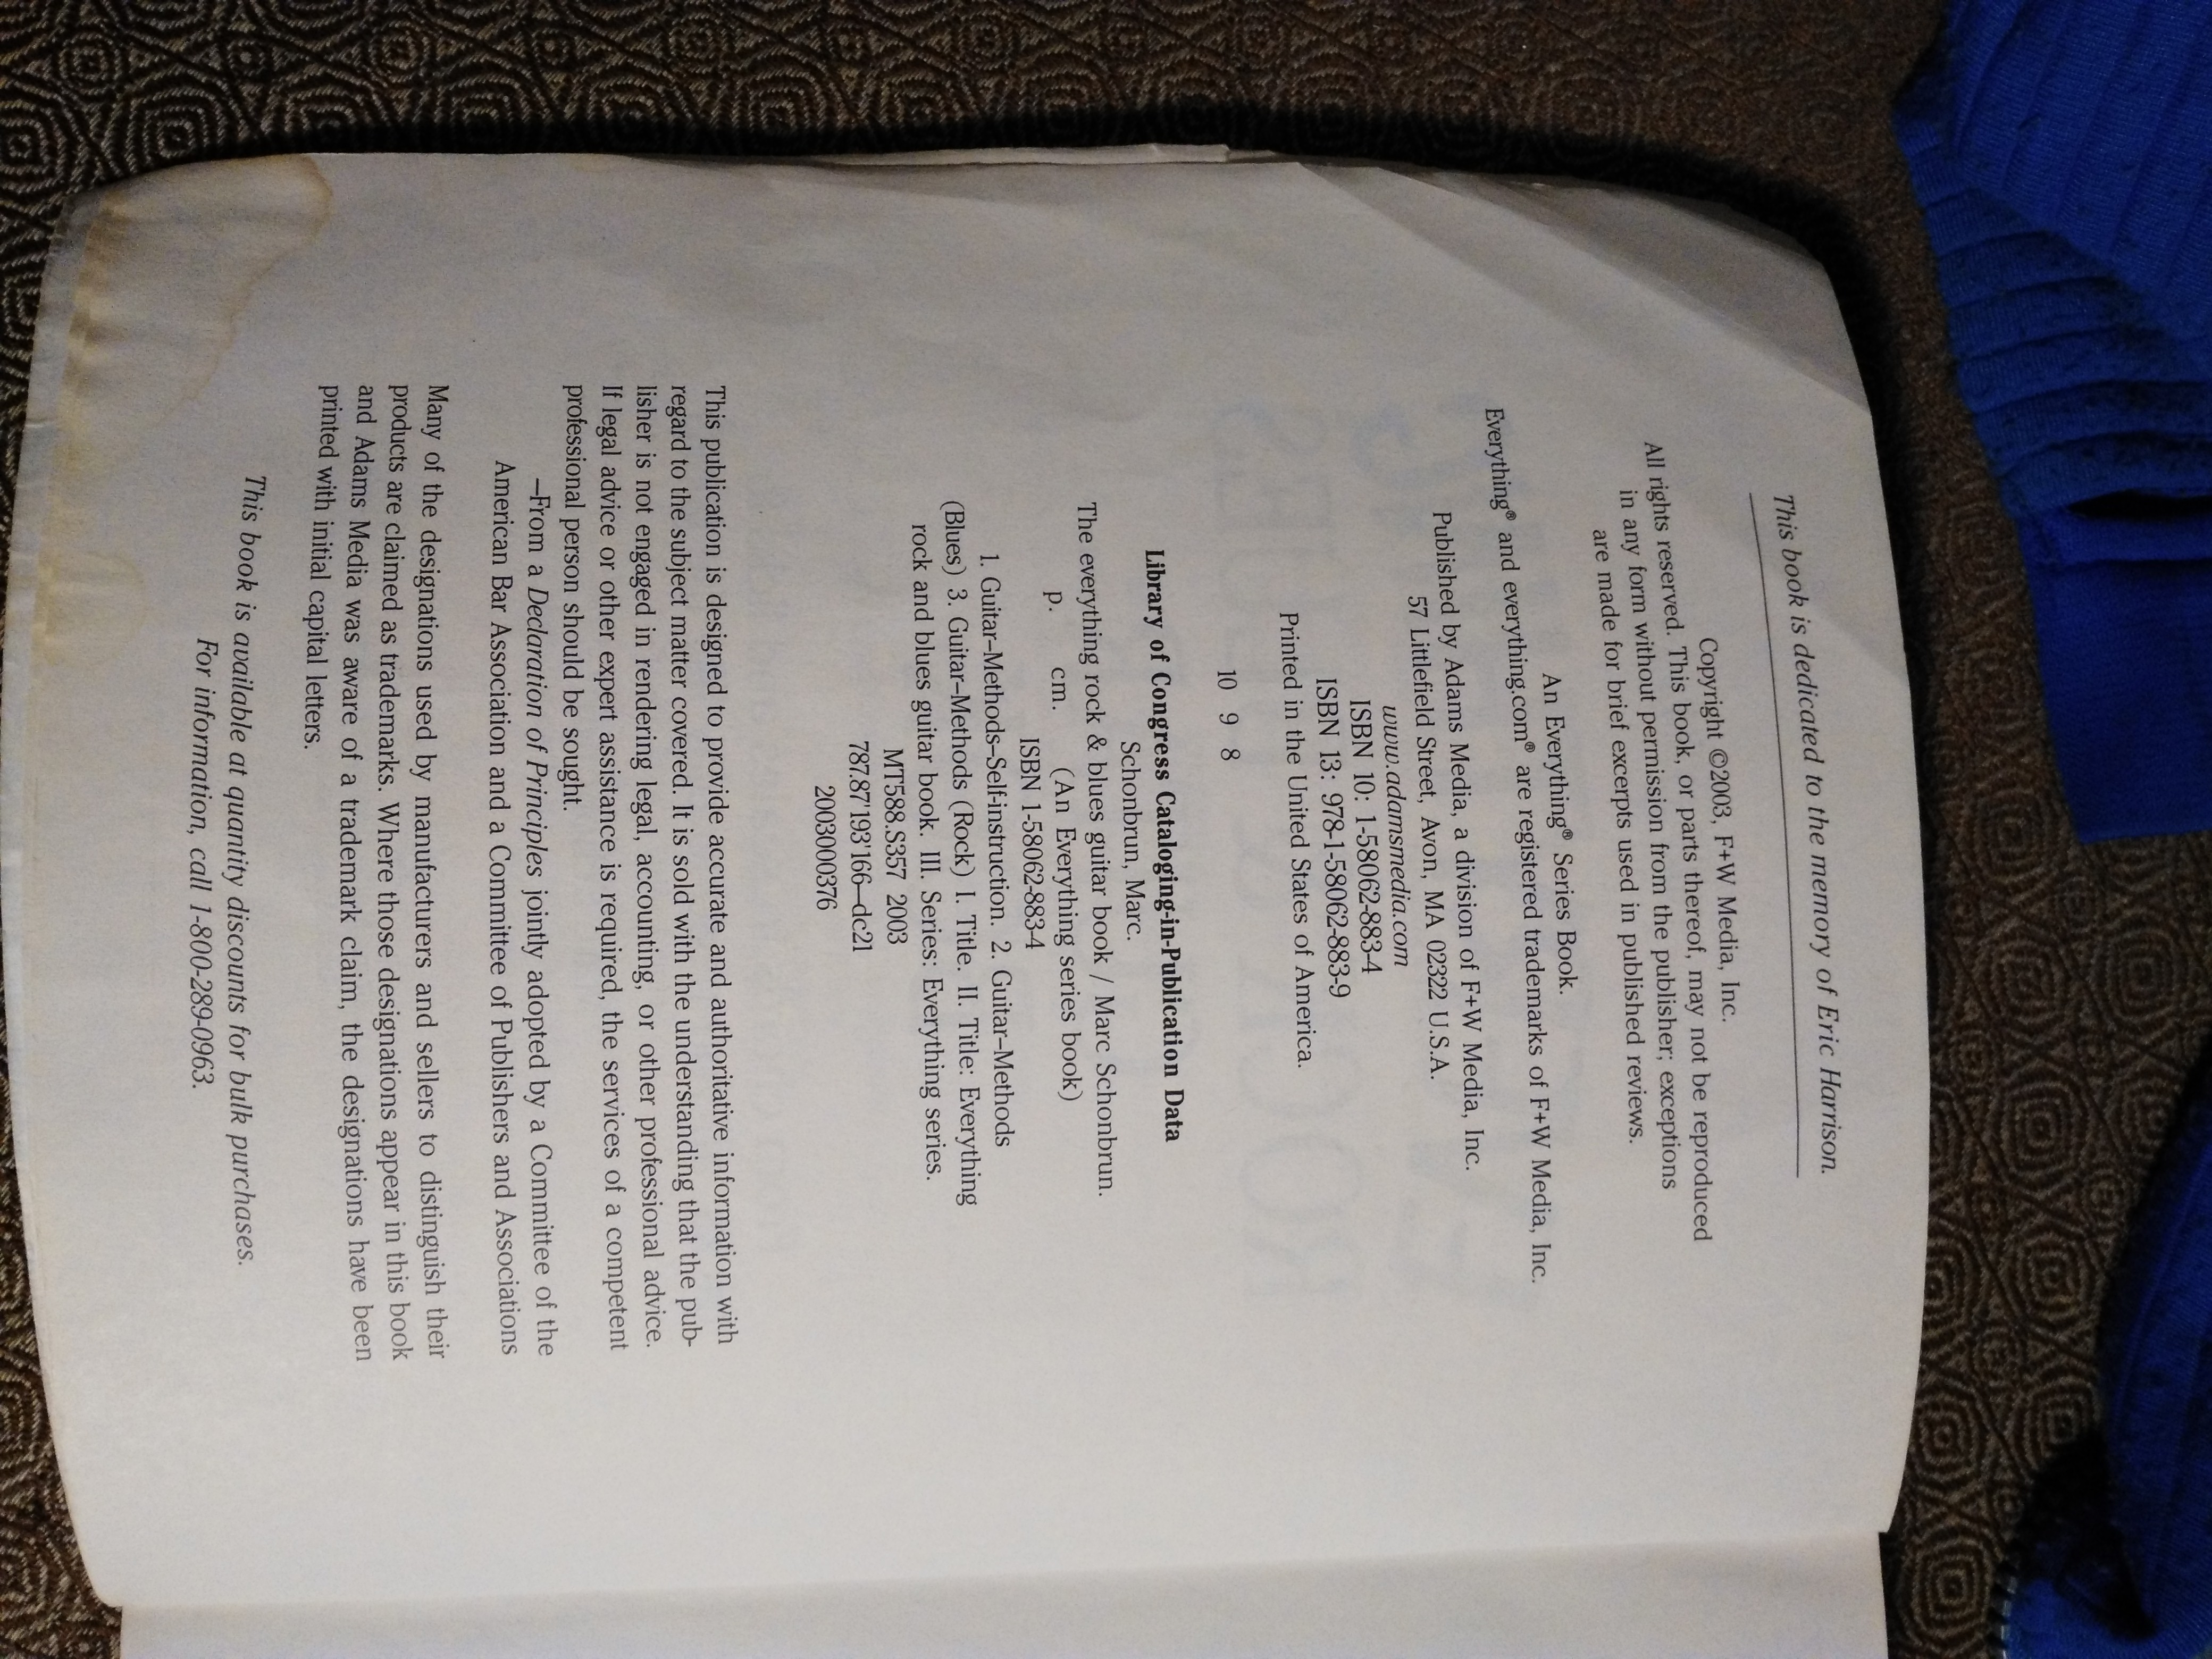 This book is dedicated to the memory of Eric Harrison.
Copyright ©2003, F+W Media, Inc.
All rights reserved. This book, or parts thereof, may not be reproduced
in any form without permission from the publisher; exceptions
are made for brief excerpts used in published reviews.
An Everything® Series Book.
Everything® and everything.com® are registered trademarks of F+W Media, Inc.
Published by Adams Media, a division of F+W Media, Inc.
57 Littlefield Street, Avon, MA 02322 U.S.A.
www.adamsmedia.com
ISBN 10: 1-58062-883-4
ISBN 13: 978-1-58062-883-9
Printed in the United States of America.
10 9 8
Library of Congress Cataloging-in-Publication Data
Schonbrun, Marc.
The everything rock & blues guitar book / Marc Schonbrun.
p. cm. (An Everything series book)
ISBN 1-58062-883-4
1. Guitar–Methods–Self-instruction. 2. Guitar–Methods
(Blues) 3. Guitar–Methods (Rock) I. Title. II. Title: Everything
rock and blues guitar book. III. Series: Everything series.
MT588.S357 2003
787.87'193'166—dc21
2003000376
This publication is designed to provide accurate and authoritative information with
regard to the subject matter covered. It is sold with the understanding that the pub-
lisher is not engaged in rendering legal, accounting, or other professional advice.
If legal advice or other expert assistance is required, the services of a competent
professional person should be sought.
—From a Declaration of Principles jointly adopted by a Committee of the
American Bar Association and a Committee of Publishers and Associations
Many of the designations used by manufacturers and sellers to distinguish their
products are claimed as trademarks. Where those designations appear in this book
and Adams Media was aware of a trademark claim, the designations have been
printed with initial capital letters.
This book is available at quantity discounts for bulk purchases.
For information, call 1-800-289-0963.